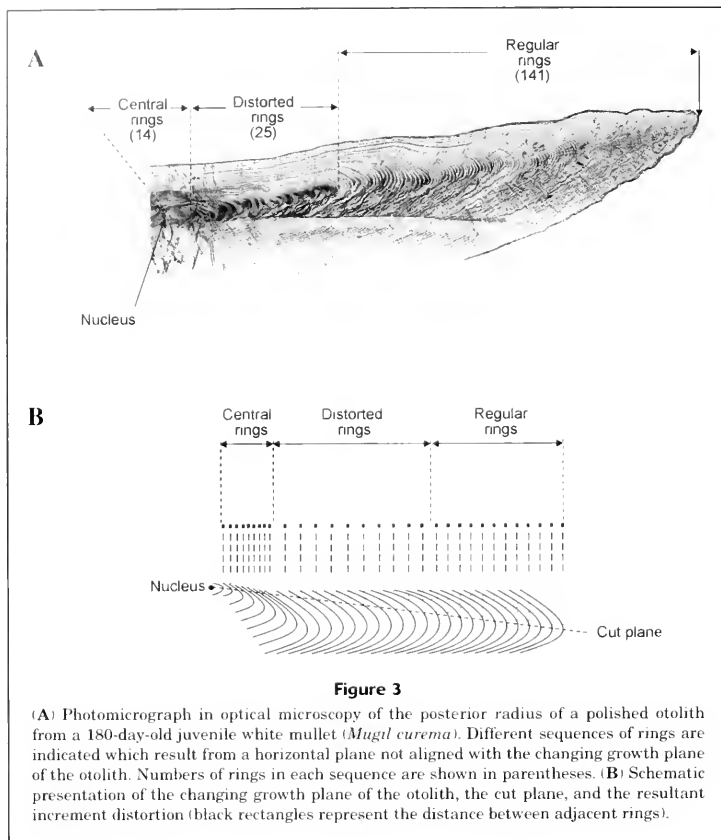 A
Regular
rings
(141)
Central
rings
(14)
Distorted
rings
(25)
Nucleus
B
Central
rings
Distorted
rings
Regular
rings
Nucleus
Cut plane
Figure 3
(A) Photomicrograph in optical microscopy of the posterior radius of a polished otolith
from a 180-day-old juvenile white mullet (Mugil curema). Different sequences of rings are
indicated which result from a horizontal plane not aligned with the changing growth plane
of the otolith. Numbers of rings in each sequence are shown in parentheses. (B) Schematic
presentation of the changing growth plane of the otolith, the cut plane, and the resultant
increment distortion (black rectangles represent the distance between adjacent rings).